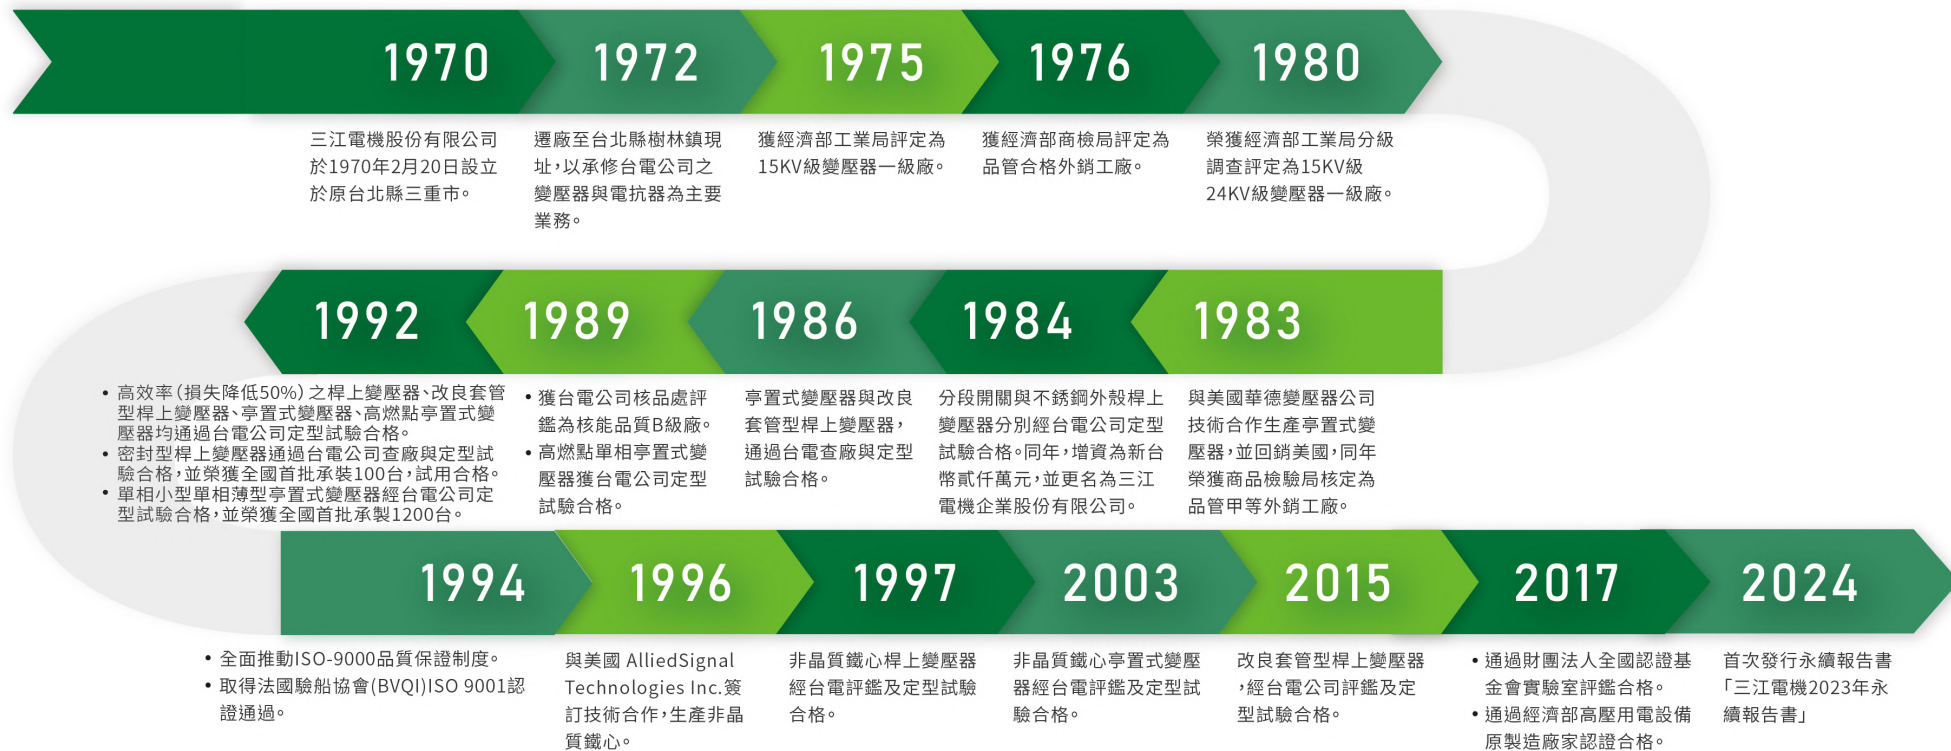 1970
三江電機股份有限公司
於1970年2月20日設立
於原台北縣三重市。
1972
遷廠至台北縣樹林鎮現
址，以承修台電公司之
變壓器與電抗器為主要
業務。
1975
獲經濟部工業局評定為
15KV級變壓器一級廠。
1976
獲經濟部商檢局評定為
品管合格外銷工廠。
1980
榮獲經濟部工業局分級
調查評定為15KV級
24KV級變壓器一級廠。
1983
與美國華德變壓器公司
技術合作生產亭置式變
壓器，並回銷美國，同年
榮獲商品檢驗局核定為
品管甲等外銷工廠。
1984
分段開關與不銹鋼外殼桿上
變壓器分別經台電公司定型
試驗合格。同年，增資為新台
幣貳仟萬元，並更名為三江
電機企業股份有限公司。
1986
亭置式變壓器與改良
套管型桿上變壓器，
通過台電查廠與定型
試驗合格。
1989
• 獲台電公司核品處評
鑑為核能品質B級廠。
• 高燃點單相亭置式變
壓器獲台電公司定型
試驗合格。
1992
• 高效率（損失降低50%）之桿上變壓器、改良套管
型桿上變壓器、亭置式變壓器、高燃點亭置式變
壓器均通過台電公司定型試驗合格。
• 密封型桿上變壓器通過台電公司查廠與定型試
驗合格，並榮獲全國首批承裝100台，試用合格。
• 單相小型單相薄型亭置式變壓器經台電公司定
型試驗合格，並榮獲全國首批承製1200台。
1994
• 全面推動ISO-9000品質保證制度。
• 取得法國驗船協會(BVQI)ISO 9001認
證通過。
1996
與美國 AlliedSignal
Technologies Inc.簽
訂技術合作，生產非晶
質鐵心。
1997
非晶質鐵心桿上變壓器
經台電評鑑及定型試驗
合格。
2003
非晶質鐵心亭置式變壓
器經台電評鑑及定型試
驗合格。
2015
改良套管型桿上變壓器
，經台電公司評鑑及定
型試驗合格。
2017
• 通過財團法人全國認證基
金會實驗室評鑑合格。
• 通過經濟部高壓用電設備
原製造廠家認證合格。
2024
首次發行永續報告書
「三江電機2023年永
續報告書」